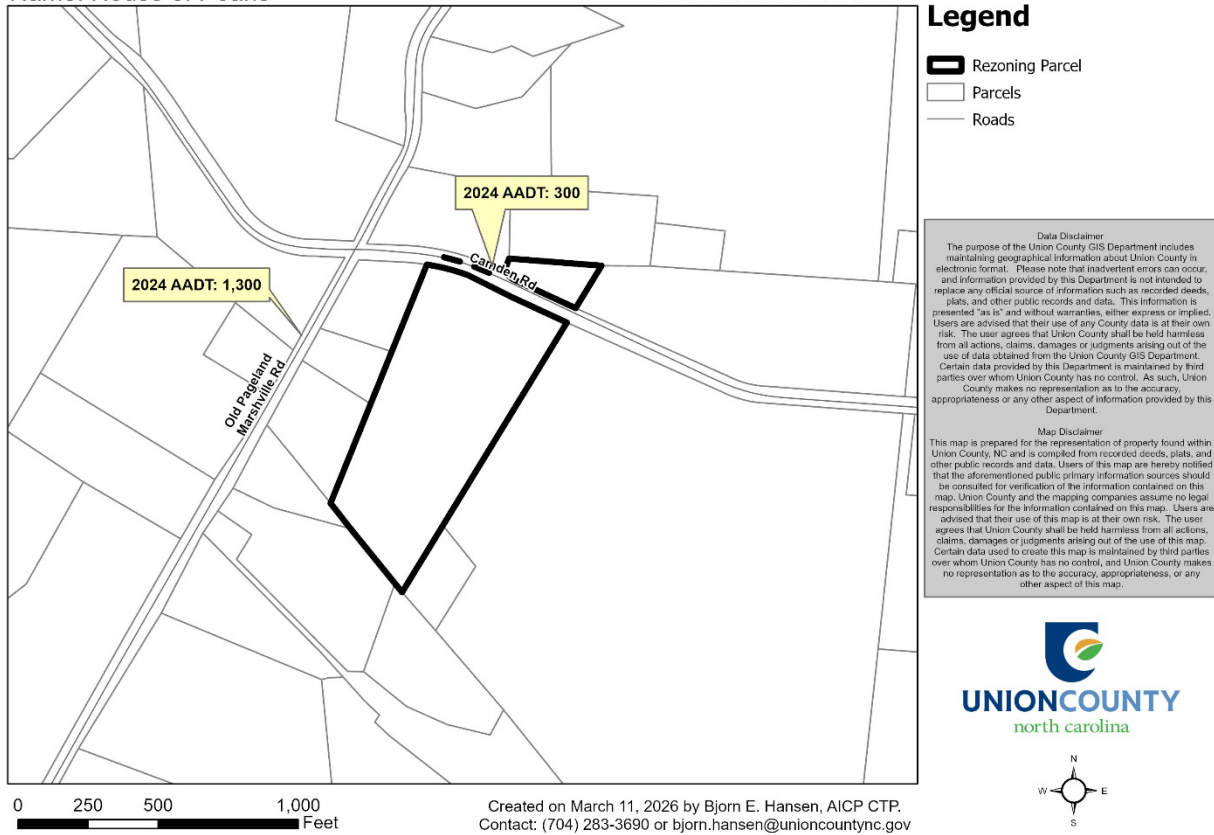 Legend
Rezoning Parcel
Parcels
Roads
2024 AADT: 300
Camden Rd
2024 AADT: 1,300
Old Pageland
Marshville Rd
Data Disclaimer
The purpose of the Union County GIS Department includes
maintaining geographical information about Union County in
electronic format. Please note that inadvertent errors can occur,
and information provided by this Department is not intended to
replace any official source of information such as recorded deeds,
plats, and other public records and data. This information is
presented "as is" and without warranties, either express or implied.
Users are advised that their use of any County data is at their own
risk. The user agrees that Union County shall be held harmless
from all actions, claims, damages or judgments arising out of the
use of data obtained from the Union County GIS Department.
Certain data provided by this Department is maintained by third
parties over whom Union County has no control. As such, Union
County makes no representation as to the accuracy,
appropriateness or any other aspect of information provided by this
Department.
Map Disclaimer
This map is prepared for the representation of property found within
Union County, NC and is compiled from recorded deeds, plats, and
other public records and data. Users of this map are hereby notified
that the aforementioned public primary information sources should
be consulted for verification of the information contained on this
map. Union County and the mapping companies assume no legal
responsibilities for the information contained on this map. Users are
advised that their use of this map is at their own risk. The user
agrees that Union County shall be held harmless from all actions,
claims, damages or judgments arising out of the use of this map.
Certain data used to create this map is maintained by third parties
over whom Union County has no control, and Union County makes
no representation as to the accuracy, appropriateness, or any
other aspect of this map.
UNIONCOUNTY
north carolina
N
W E
S
0 250 500 1,000
Feet
Created on March 11, 2026 by Bjorn E. Hansen, AICP CTP.
Contact: (704) 283-3690 or bjorn.hansen@unioncountync.gov